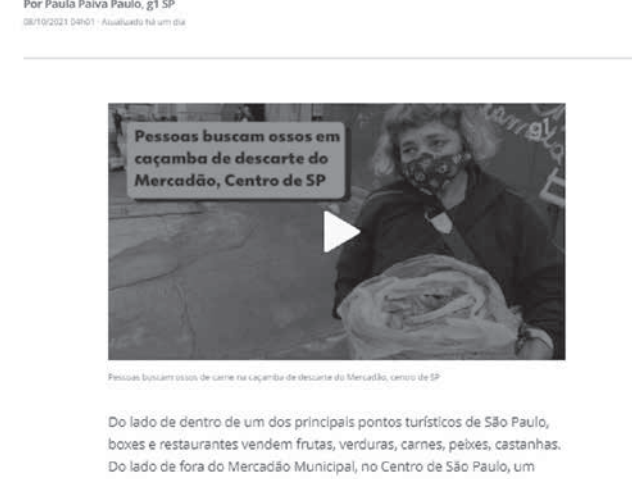 Por Paula Paiva Paulo, g1 SP
08/10/2021 04h01 · Atualizado há um dia
Pessoas buscam ossos em
caçamba de descarte do
Mercadão, Centro de SP
g1
Pessoas buscam ossos de carne na caçamba de descarte do Mercadão, centro de SP
Do lado de dentro de um dos principais pontos turísticos de São Paulo,
boxes e restaurantes vendem frutas, verduras, carnes, peixes, castanhas.
Do lado de fora do Mercadão Municipal, no Centro de São Paulo, um